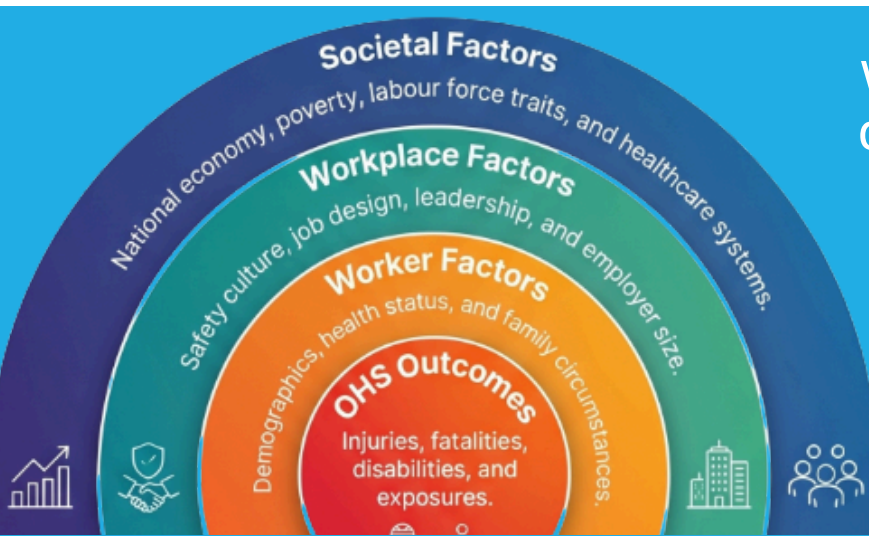 Societal Factors
National economy, poverty, labour force traits, and healthcare systems.
Workplace Factors
Safety culture, job design, leadership, and employer size.
Worker Factors
Demographics, health status, and family circumstances.
OHS Outcomes
Injuries, fatalities,
disabilities, and
exposures.